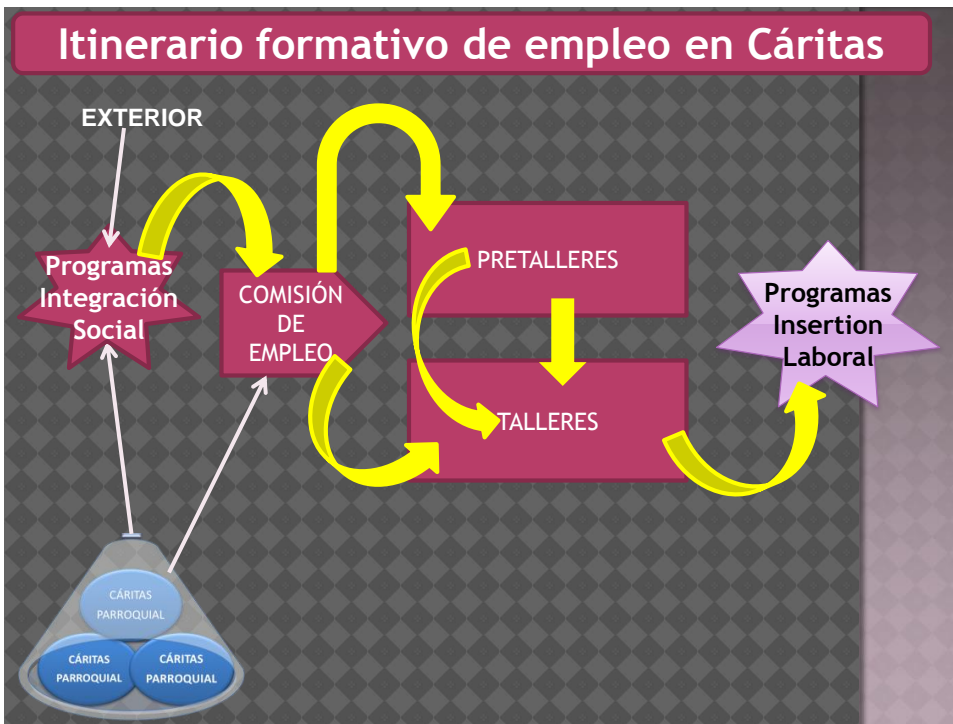 Itinerario formativo de empleo en Cáritas
EXTERIOR
Programas
Integración
Social
COMISIÓN
DE
EMPLEO
PRETALLERES
TALLERES
Programas
Insertion
Laboral
CÁRITAS
PARROQUIAL
CÁRITAS
PARROQUIAL
CÁRITAS
PARROQUIAL